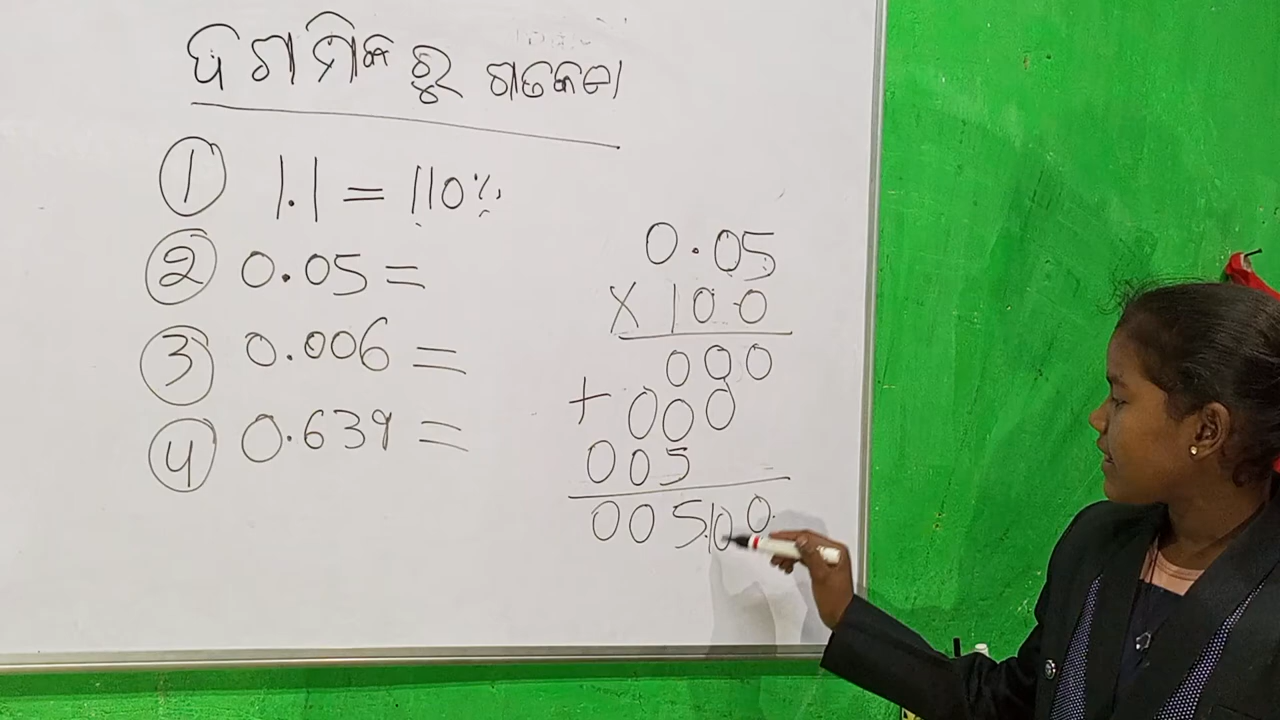 ଦଶମିକ ରୁ ଶତକଡା
① 1.1 = 110%
② 0.05 =
③ 0.006 =
④ 0.639 =
0.05
X 100
000
+ 000
005
005.00